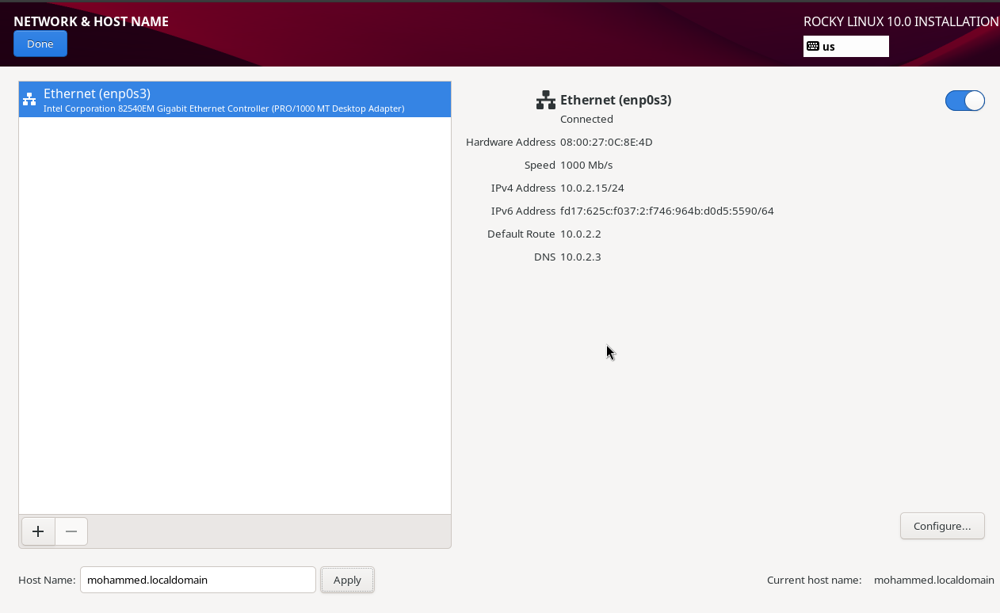 NETWORK & HOST NAME
ROCKY LINUX 10.0 INSTALLATION
Done
us
Ethernet (enp0s3)
Intel Corporation 82540EM Gigabit Ethernet Controller (PRO/1000 MT Desktop Adapter)
Ethernet (enp0s3)
Connected
Hardware Address 08:00:27:0C:8E:4D
Speed 1000 Mb/s
IPv4 Address 10.0.2.15/24
IPv6 Address fd17:625c:f037:2:f746:964b:d0d5:5590/64
Default Route 10.0.2.2
DNS 10.0.2.3
Configure...
Host Name: mohammed.localdomain Apply
Current host name: mohammed.localdomain